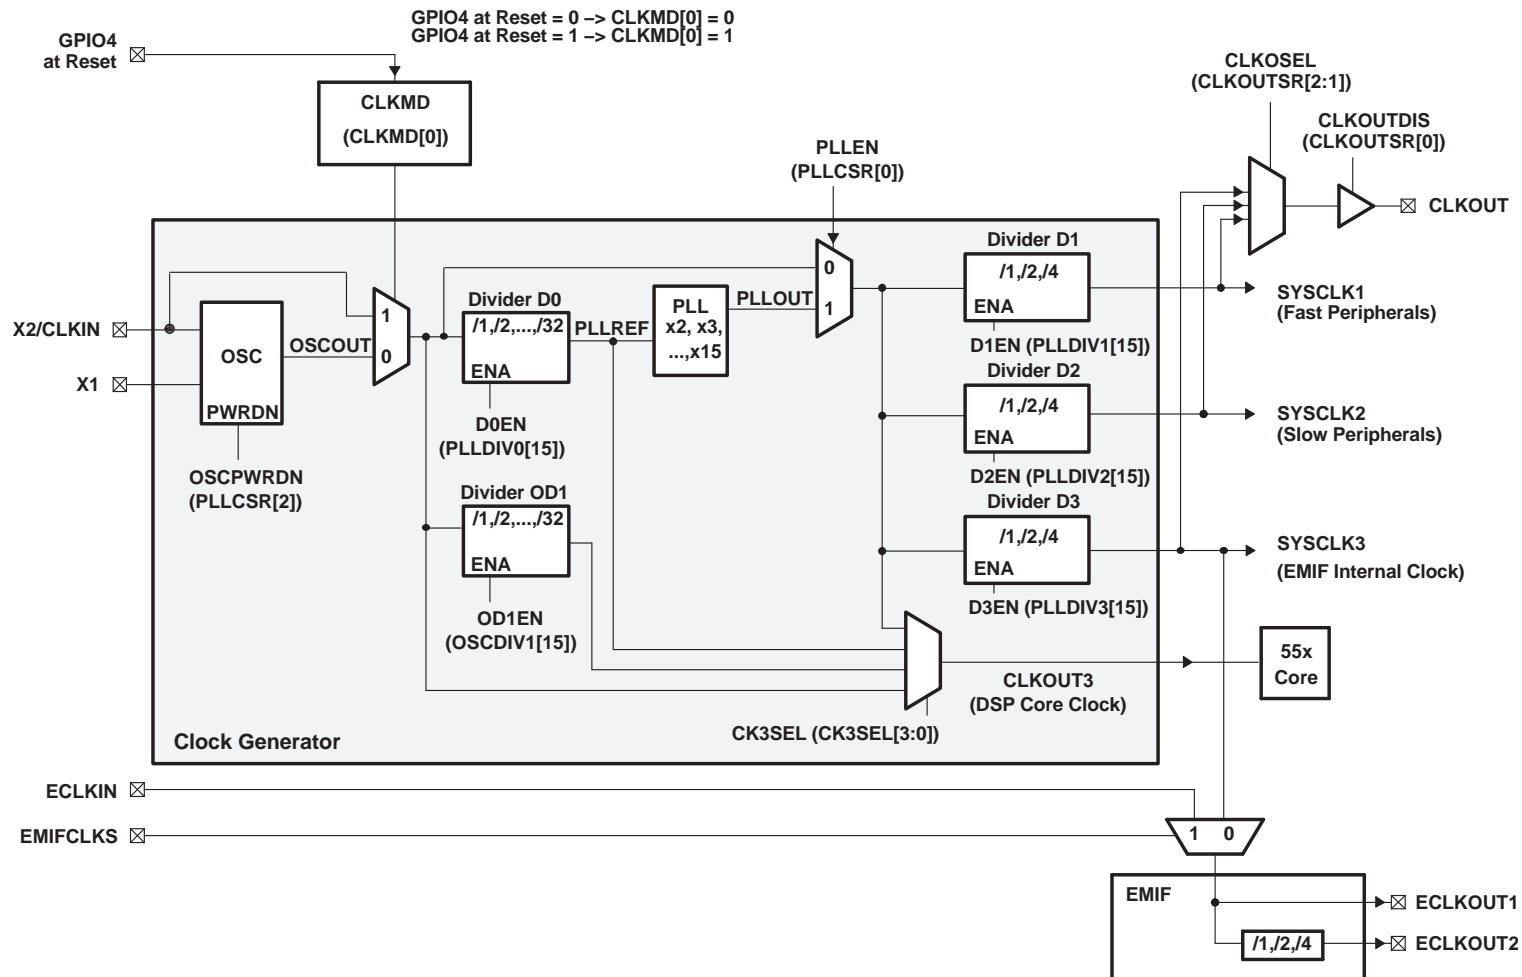 GPIO4 at Reset = 0 –> CLKMD[0] = 0
GPIO4 at Reset = 1 –> CLKMD[0] = 1
GPIO4
at Reset
CLKMD
(CLKMD[0])
CLKOSEL
(CLKOUTSR[2:1])
CLKOUTDIS
(CLKOUTSR[0])
CLKOUT
PLLEN
(PLLCSR[0])
X2/CLKIN
X1
OSC
PWRDN
OSCPWRDN
(PLLCSR[2])
OSCOUT
1
0
Divider D0
/1,/2,...,/32
ENA
D0EN
(PLLDIV0[15])
PLLREF
PLL
x2, x3,
...,x15
PLLOUT
0
1
Divider D1
/1,/2,/4
ENA
D1EN (PLLDIV1[15])
SYSCLK1
(Fast Peripherals)
Divider D2
/1,/2,/4
ENA
D2EN (PLLDIV2[15])
SYSCLK2
(Slow Peripherals)
Divider OD1
/1,/2,...,/32
ENA
OD1EN
(OSCDIV1[15])
Divider D3
/1,/2,/4
ENA
D3EN (PLLDIV3[15])
SYSCLK3
(EMIF Internal Clock)
CLKOUT3
(DSP Core Clock)
55x
Core
CK3SEL (CK3SEL[3:0])
Clock Generator
ECLKIN
EMIFCLKS
1 0
EMIF
ECLKOUT1
/1,/2,/4
ECLKOUT2